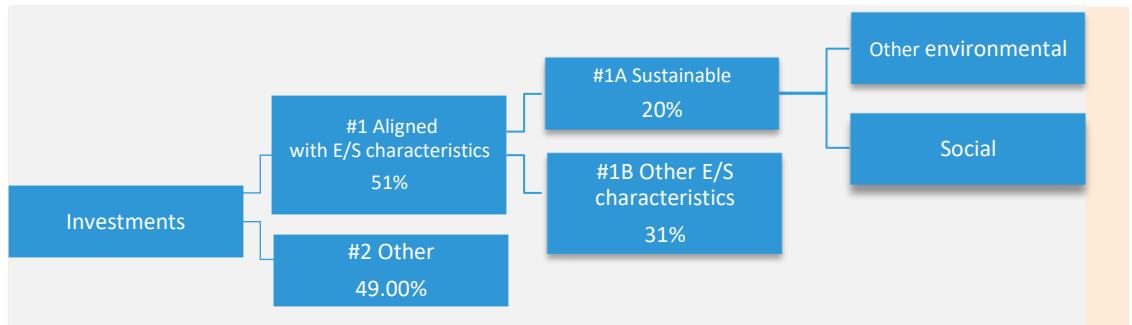 Investments
#1 Aligned
with E/S characteristics
51%
#2 Other
49.00%
#1A Sustainable
20%
#1B Other E/S
characteristics
31%
Other environmental
Social